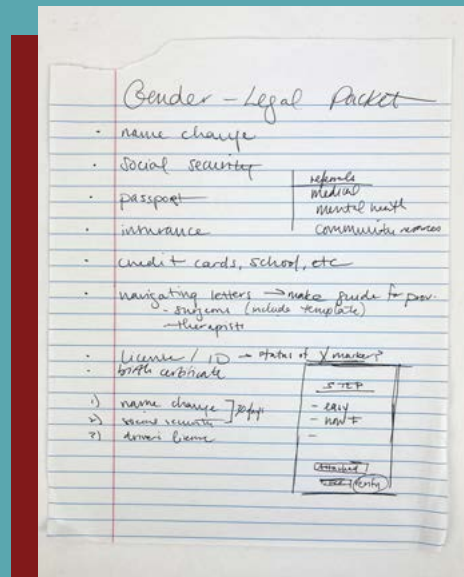 Gender - Legal Packet
· name change
· social security
· passport
· insurance
referrals
medical
mental health
community resources
· credit cards, school, etc
· navigating letters → make guide for prov.
- surgeons (include template)
- therapists
· License / ID → status of X marker?
· birth certificate
1) name change
2) social security
3) drivers license
STEP
- easy
- how to
-
Attached